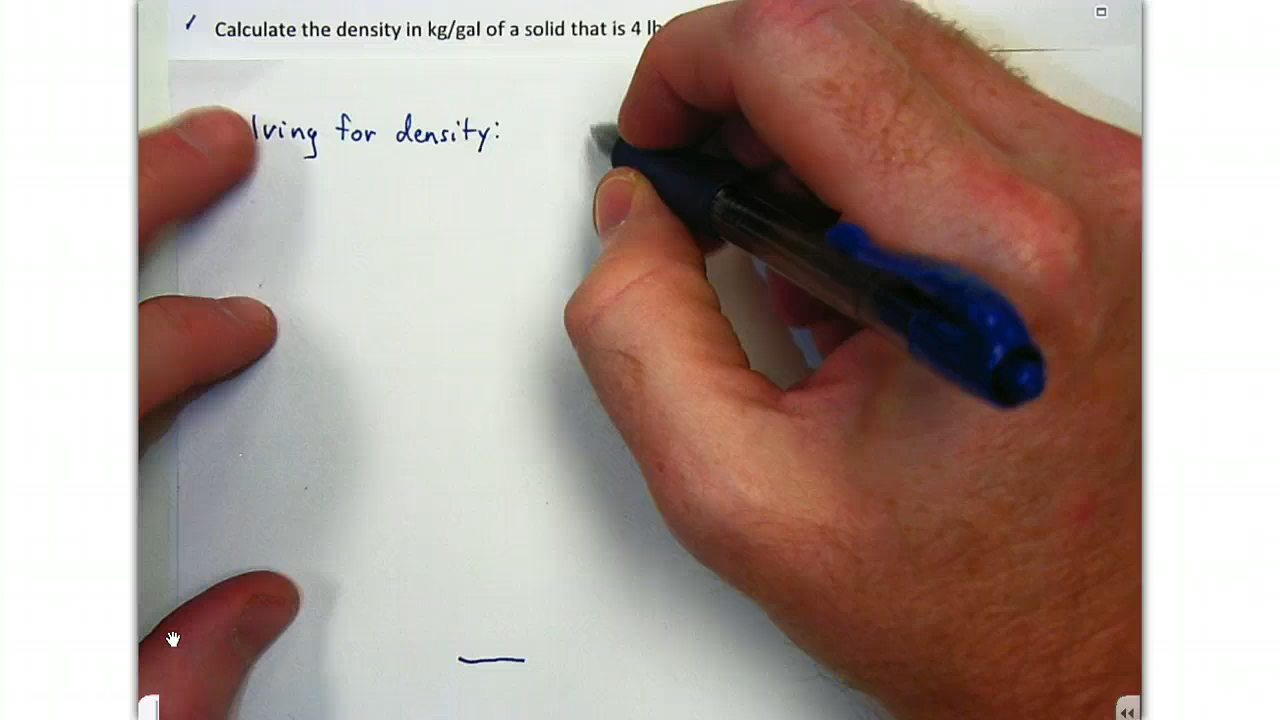 Calculate the density in kg/gal of a solid that is 4 lb
lving for density: